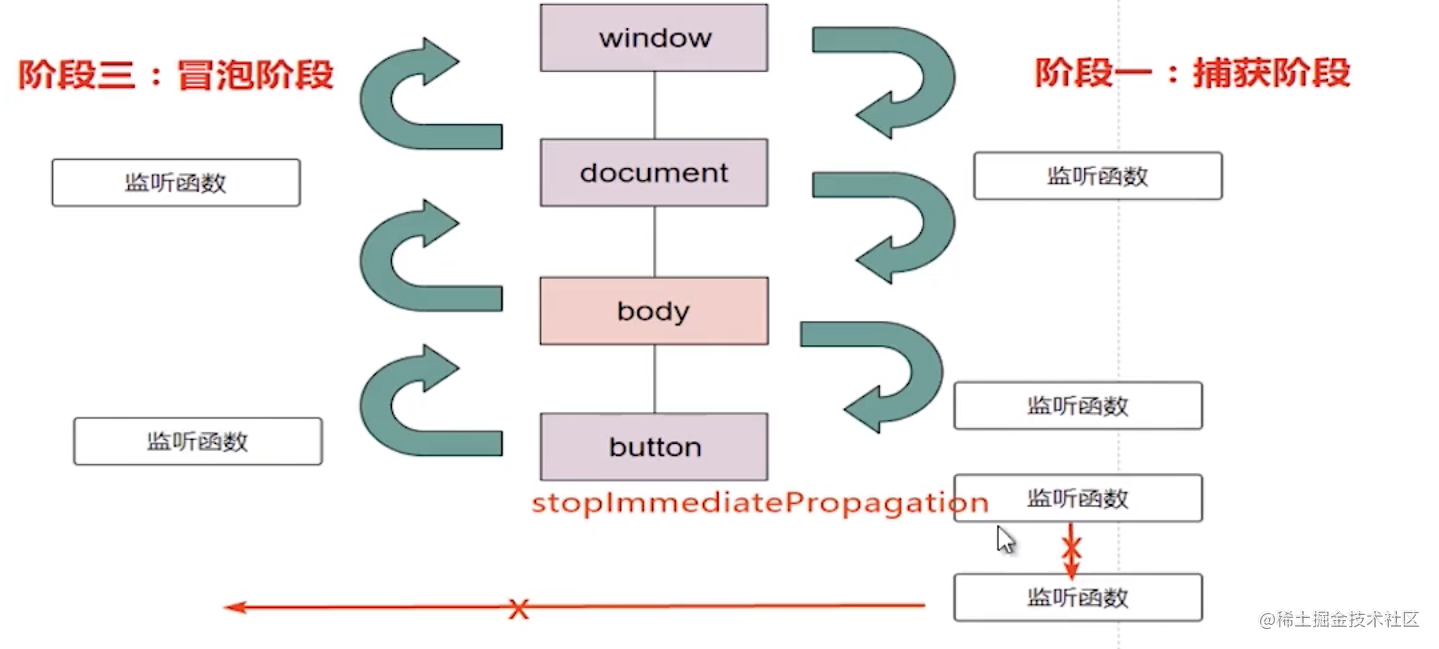 window
阶段三：冒泡阶段
阶段一：捕获阶段
document
监听函数
监听函数
body
监听函数
监听函数
button
stopImmediatePropagation
监听函数
X
X
监听函数
@稀土掘金技术社区